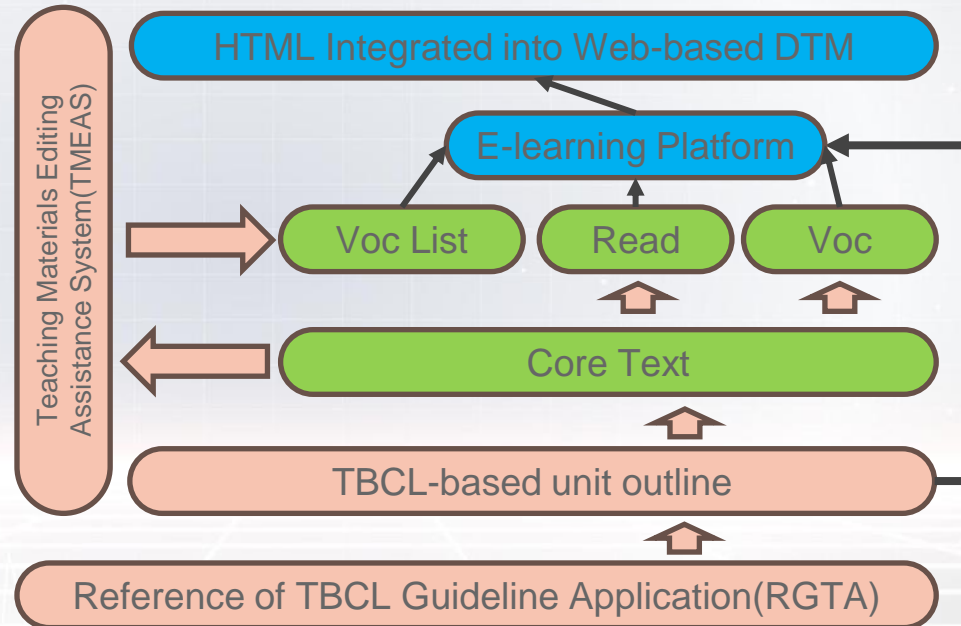 HTML Integrated into Web-based DTM
Teaching Materials Editing
Assistance System(TMEAS)
E-learning Platform
Voc List
Read
Voc
Core Text
TBCL-based unit outline
Reference of TBCL Guideline Application(RGTA)